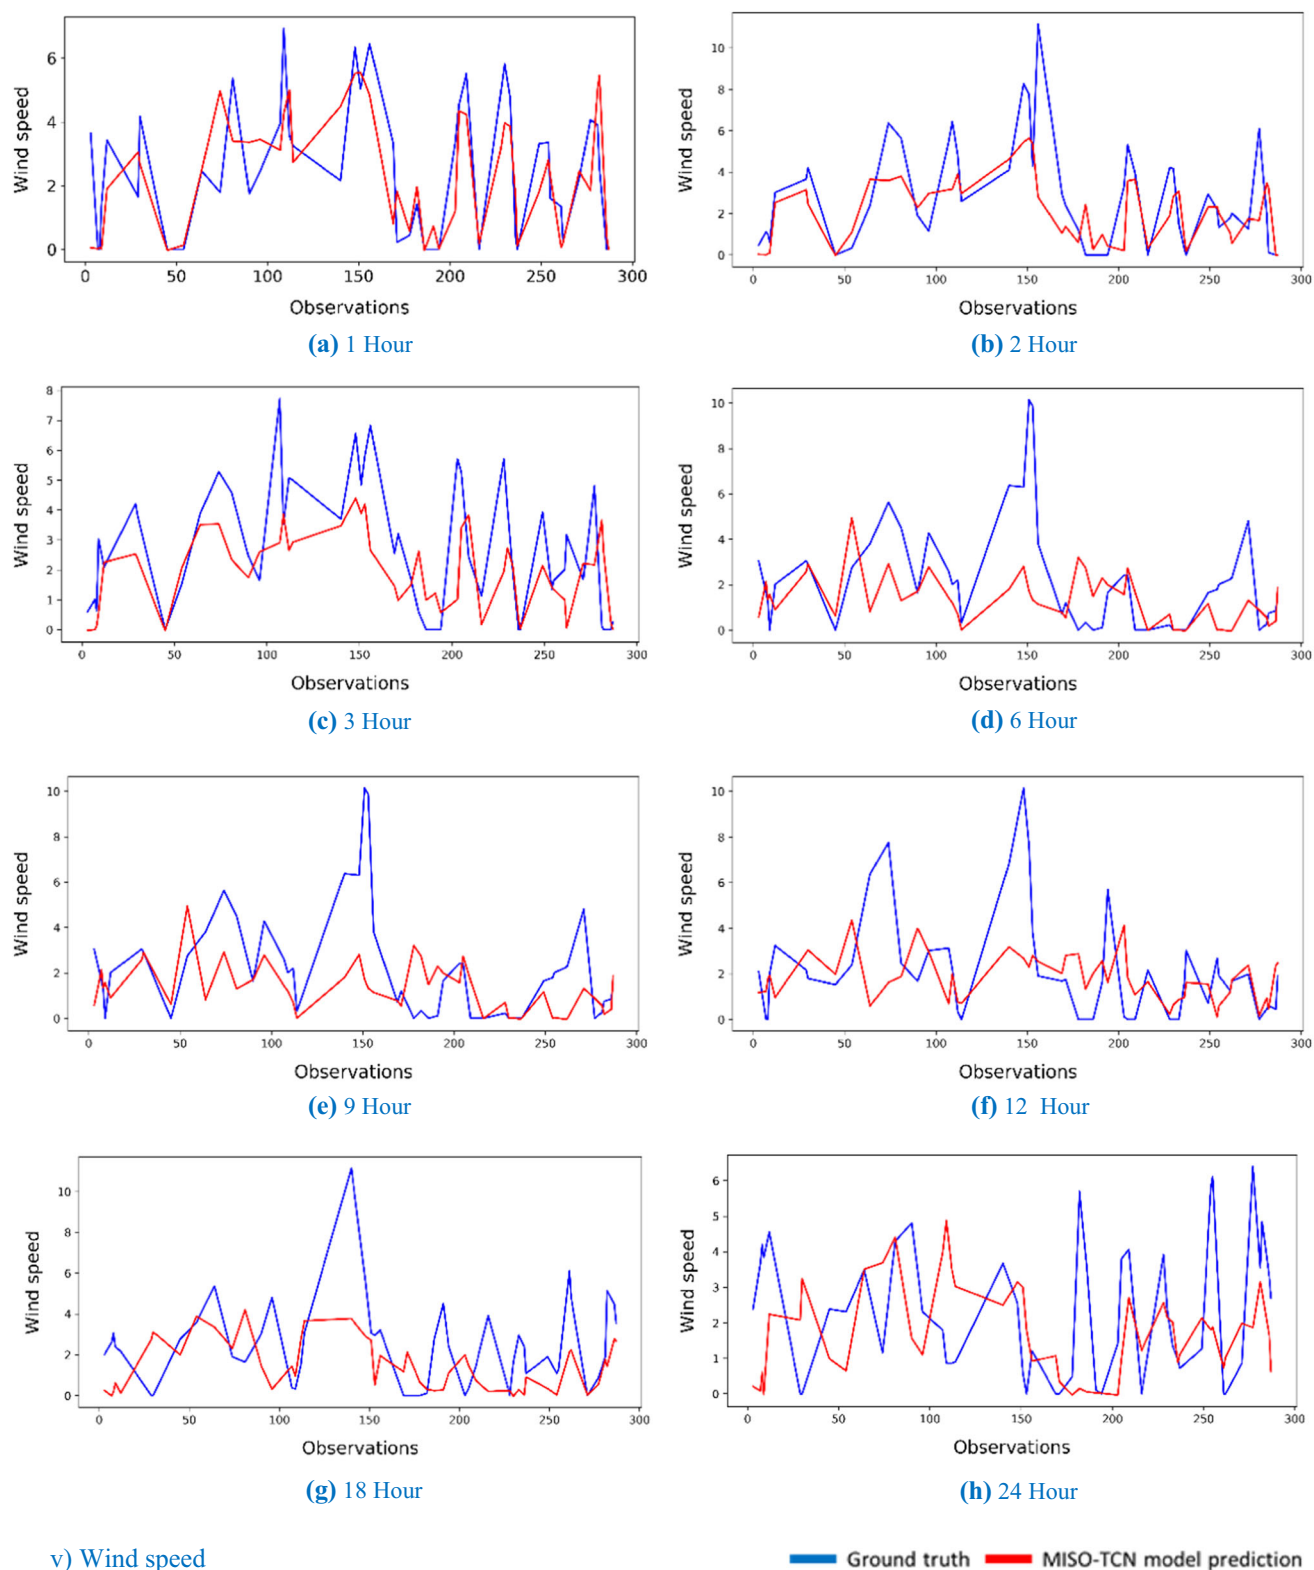 Wind speed
6
4
2
0
0 50 100 150 200 250 300
Observations
(a) 1 Hour
Wind speed
10
8
6
4
2
0
0 50 100 150 200 250 300
Observations
(b) 2 Hour
Wind speed
8
7
6
5
4
3
2
1
0
0 50 100 150 200 250 300
Observations
(c) 3 Hour
Wind speed
10
8
6
4
2
0
0 50 100 150 200 250 300
Observations
(d) 6 Hour
Wind speed
10
8
6
4
2
0
0 50 100 150 200 250 300
Observations
(e) 9 Hour
Wind speed
10
8
6
4
2
0
0 50 100 150 200 250 300
Observations
(f) 12 Hour
Wind speed
10
8
6
4
2
0
0 50 100 150 200 250 300
Observations
(g) 18 Hour
Wind speed
6
5
4
3
2
1
0
0 50 100 150 200 250 300
Observations
(h) 24 Hour
v) Wind speed
Ground truth
MISO-TCN model prediction